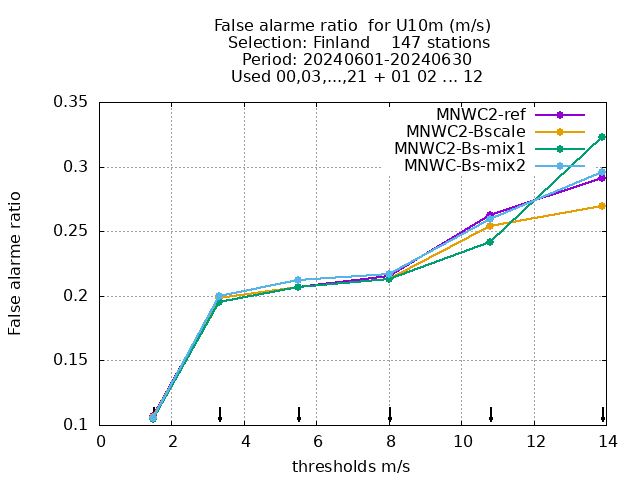 False alarme ratio  for U10m (m/s)
Selection: Finland    147 stations
Period: 20240601-20240630
Used 00,03,...,21 + 01 02 ... 12
0.35
0.3
0.25
0.2
0.15
0.1
False alarme ratio
MNWC2-ref
MNWC2-Bscale
MNWC2-Bs-mix1
MNWC-Bs-mix2
0 2 4 6 8 10 12 14
thresholds m/s